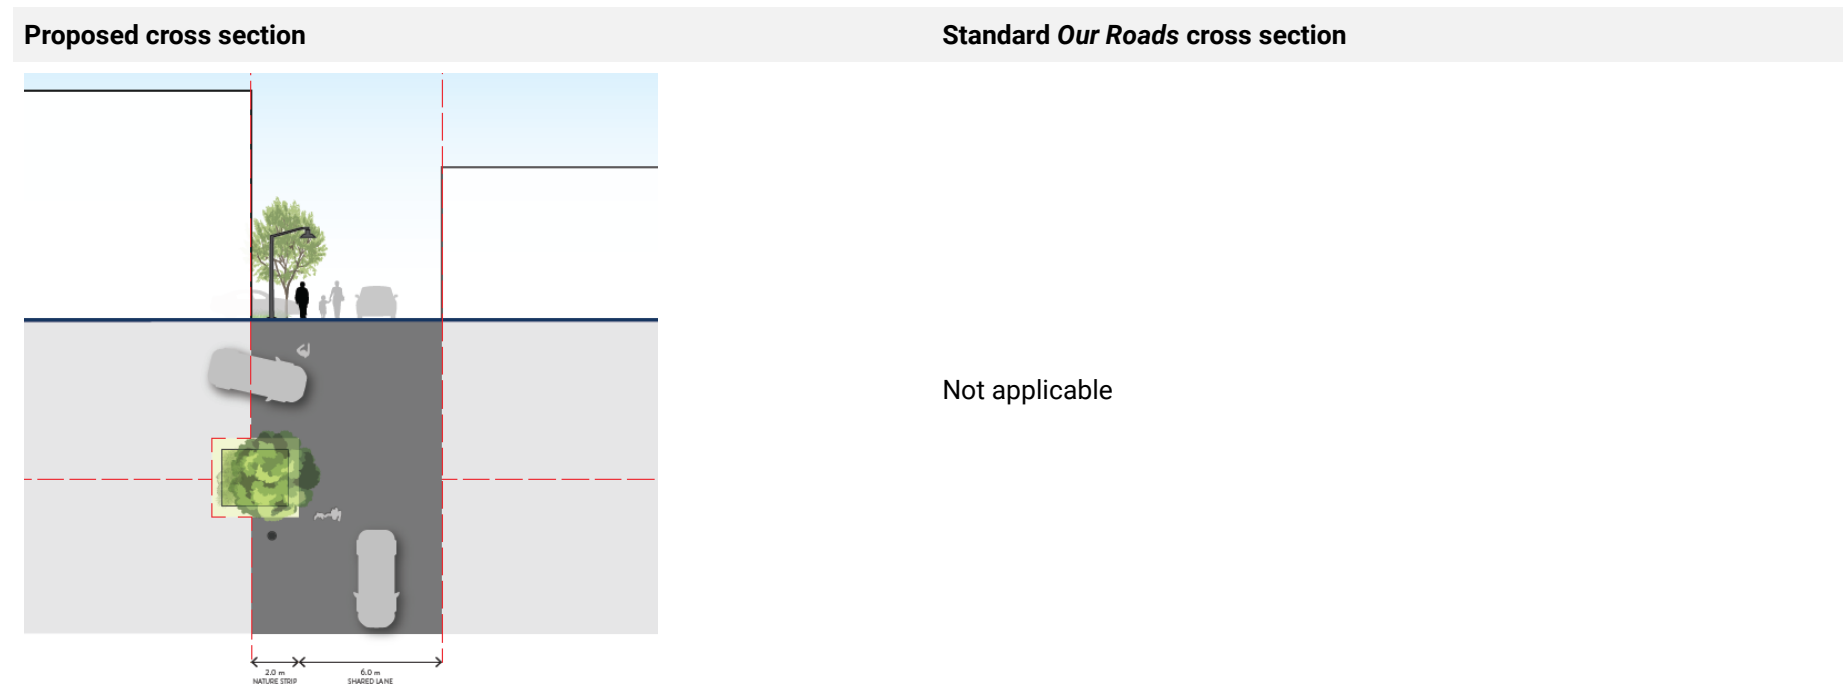 Proposed cross section
Standard Our Roads cross section
Not applicable
2.0 m
NATURE STRIP
6.0 m
SHARED LANE